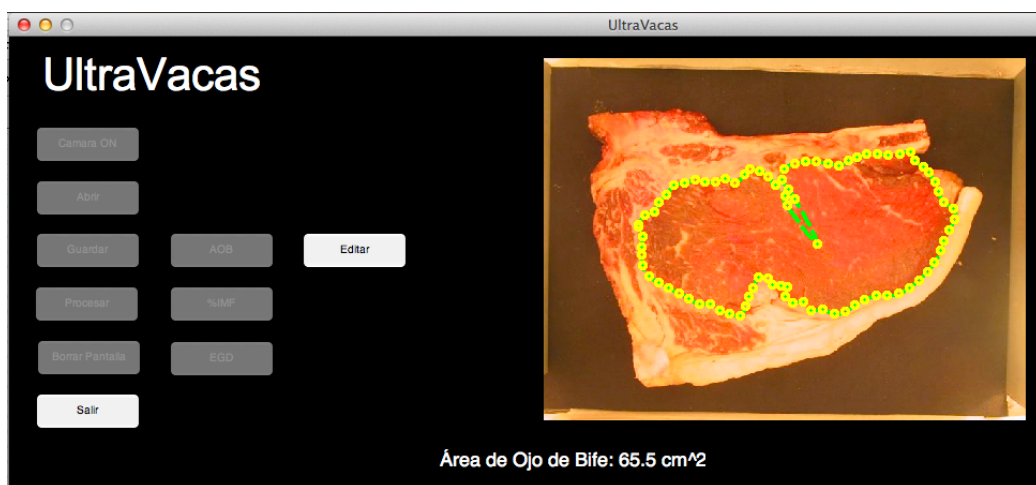 UltraVacas
UltraVacas
Camara ON
Abrir
Guardar
AOB
Editar
Procesar
%IMF
Borrar Pantalla
EGD
Salir
Área de Ojo de Bife: 65.5 cm^2